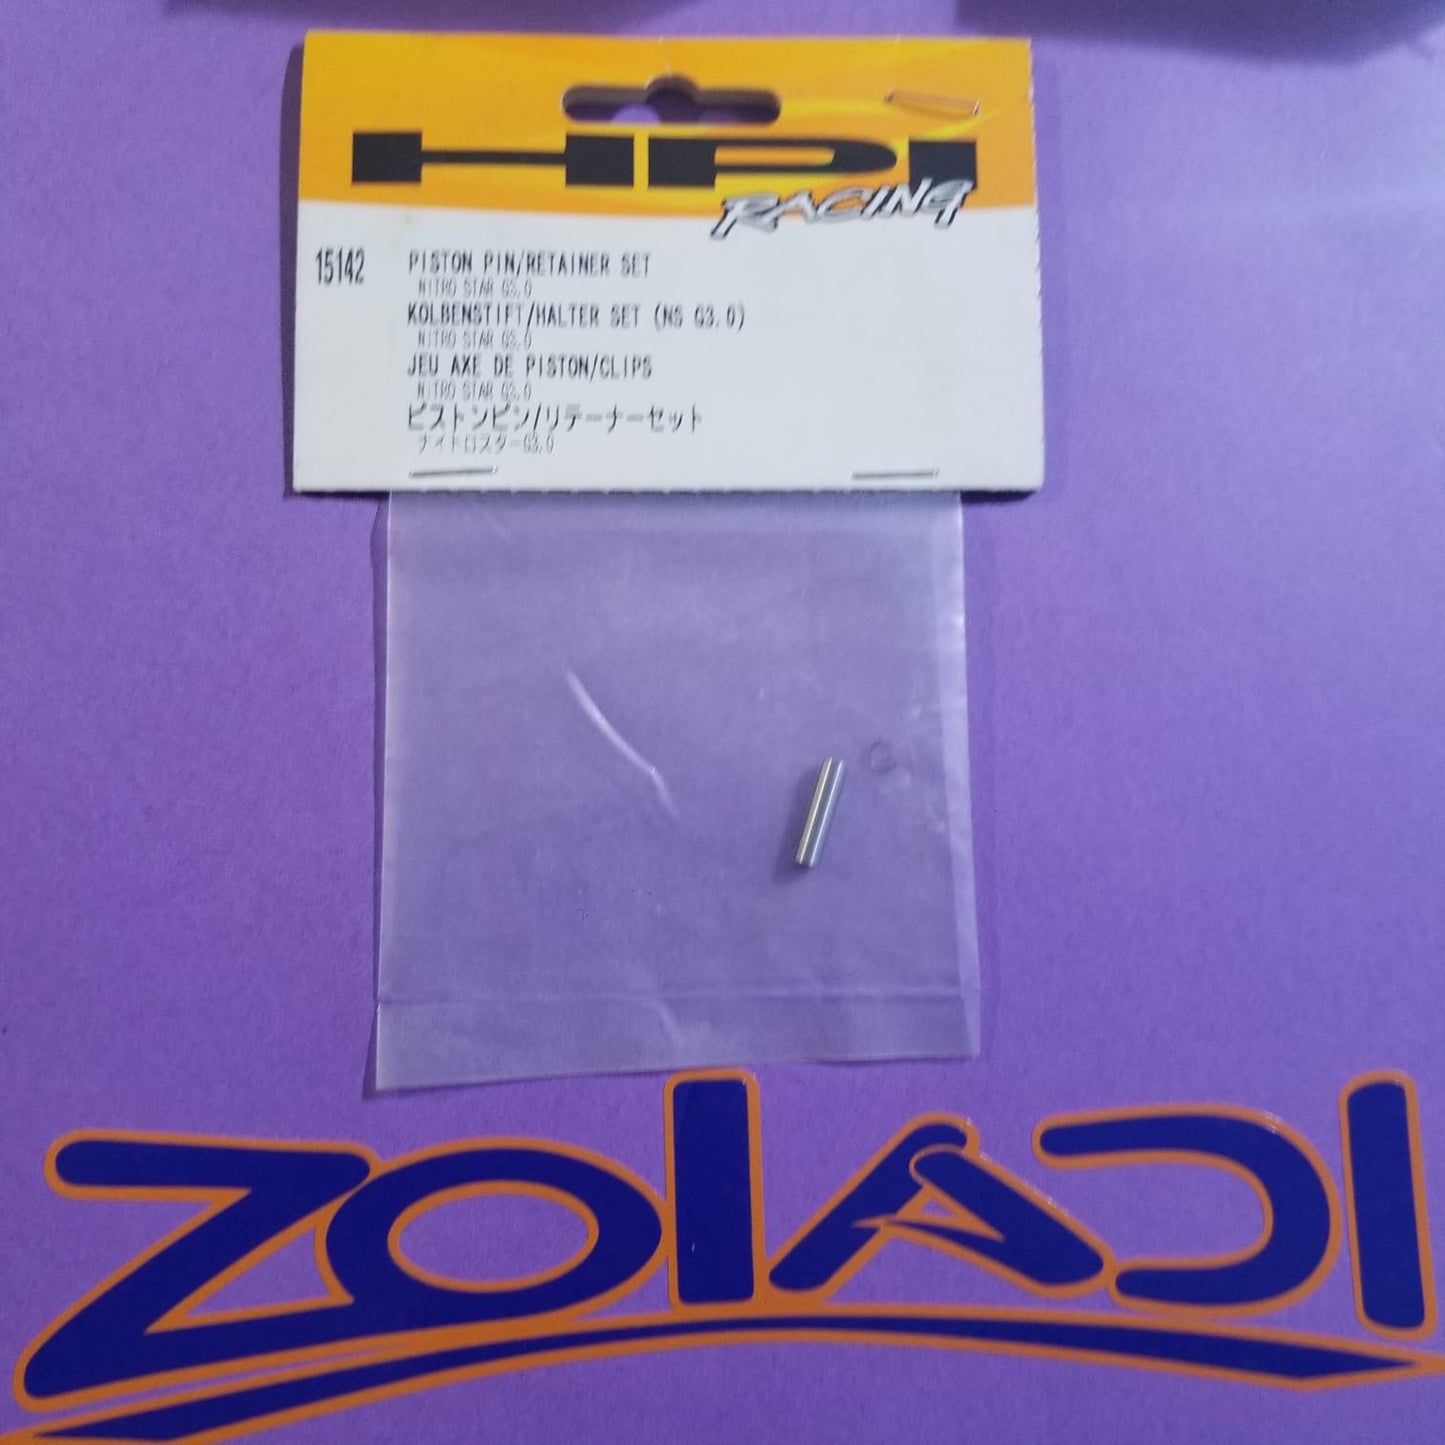 HPI
RACING
15142
PISTON PIN/RETAINER SET
NITRO STAR G3.0
KOLBENSTIFT/HALTER SET (NS G3.0)
NITRO STAR G3.0
JEU AXE DE PISTON/CLIPS
NITRO STAR G3.0
ピストンピン/リテーナーセット
ナイトロスターG3.0
ZOIADI